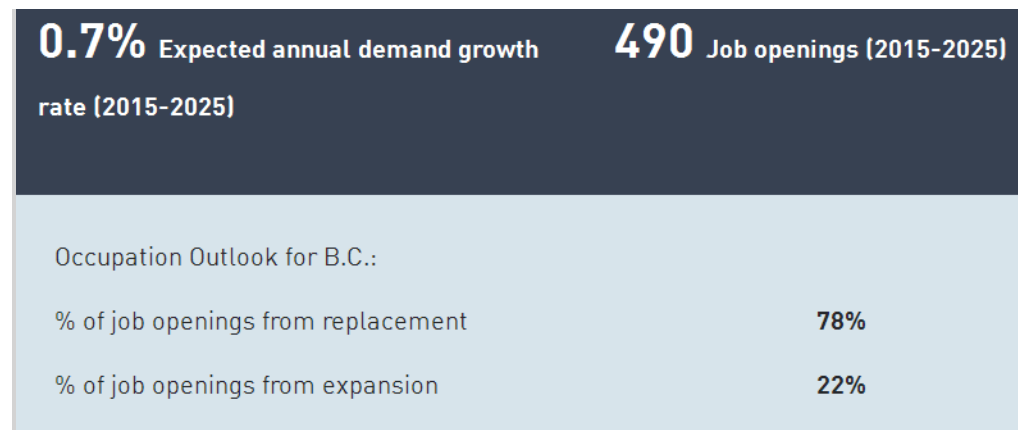 0.7% Expected annual demand growth
rate (2015-2025)
490 Job openings (2015-2025)
Occupation Outlook for B.C.:
% of job openings from replacement 78%
% of job openings from expansion 22%